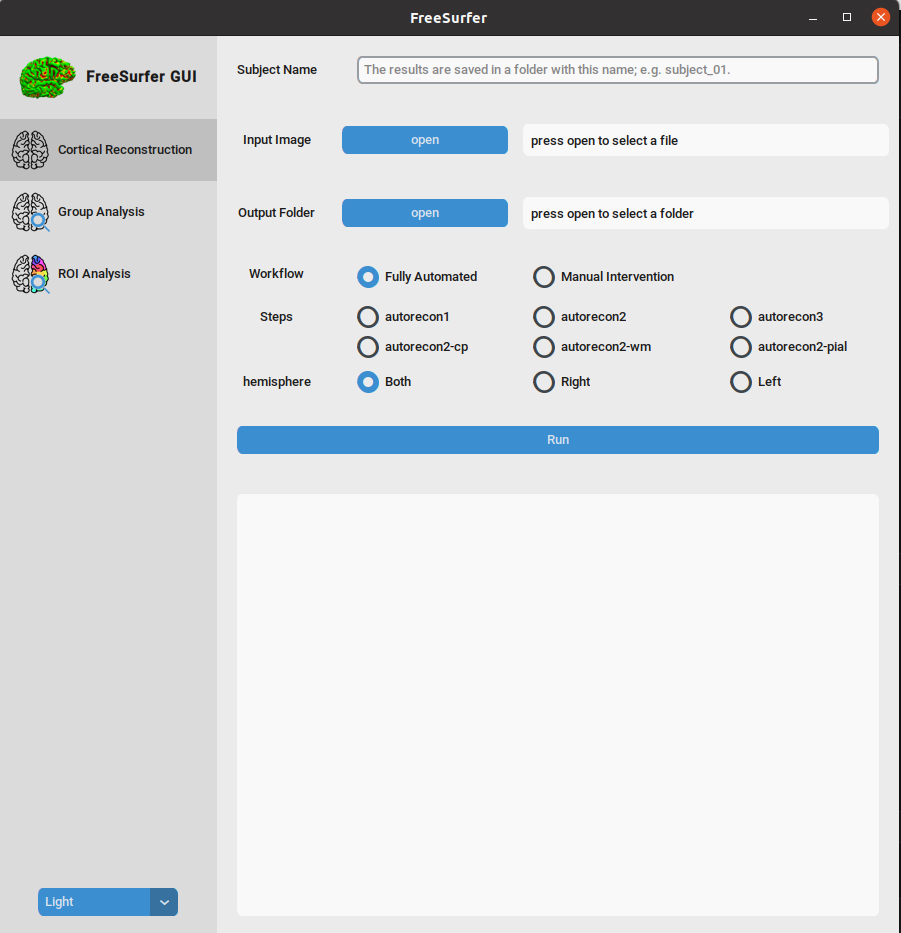 FreeSurfer
FreeSurfer GUI
Cortical Reconstruction
Group Analysis
ROI Analysis
Light
Subject Name
The results are saved in a folder with this name; e.g. subject_01.
Input Image
open
press open to select a file
Output Folder
open
press open to select a folder
Workflow
Fully Automated
Manual Intervention
Steps
autorecon1
autorecon2
autorecon3
autorecon2-cp
autorecon2-wm
autorecon2-pial
hemisphere
Both
Right
Left
Run